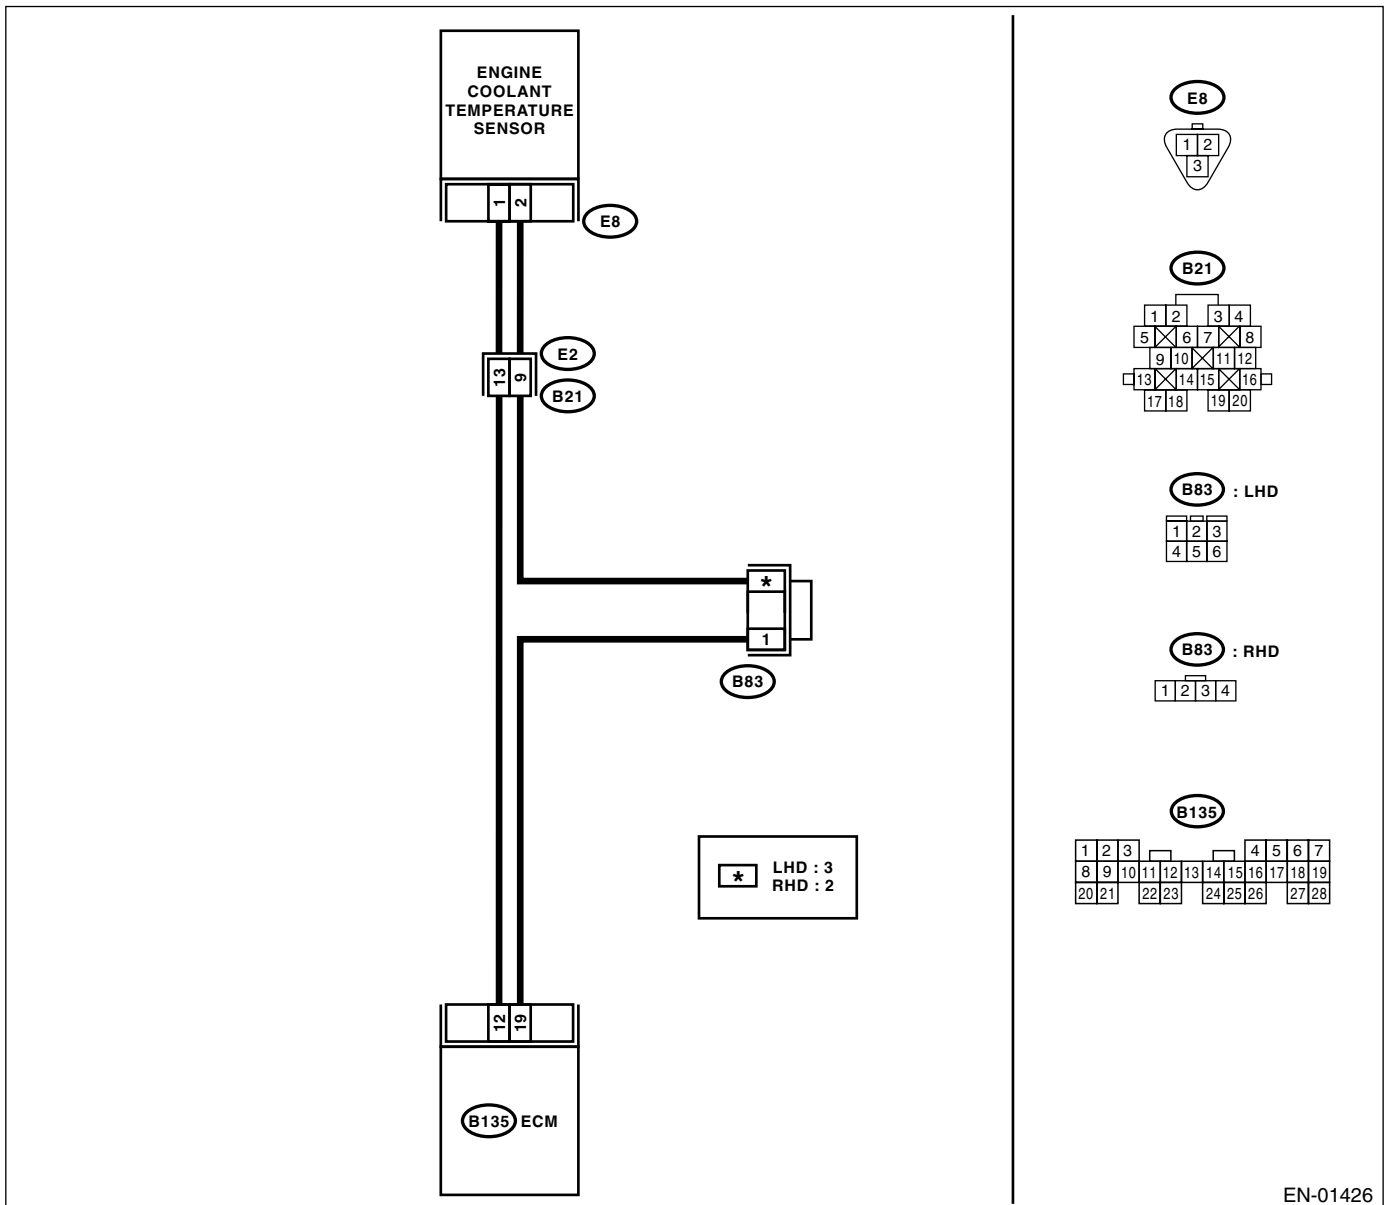 ENGINE
COOLANT
TEMPERATURE
SENSOR
1 2
E8
E2
13 9
B21
*
1
B83
* LHD : 3
RHD : 2
12 19
B135 ECM
E8
1 2
3
B21
1 2 3 4
5 6 7 8
9 10 11 12
13 14 15 16
17 18 19 20
B83 : LHD
1 2 3
4 5 6
B83 : RHD
1 2 3 4
B135
1 2 3 4 5 6 7
8 9 10 11 12 13 14 15 16 17 18 19
20 21 22 23 24 25 26 27 28
EN-01426